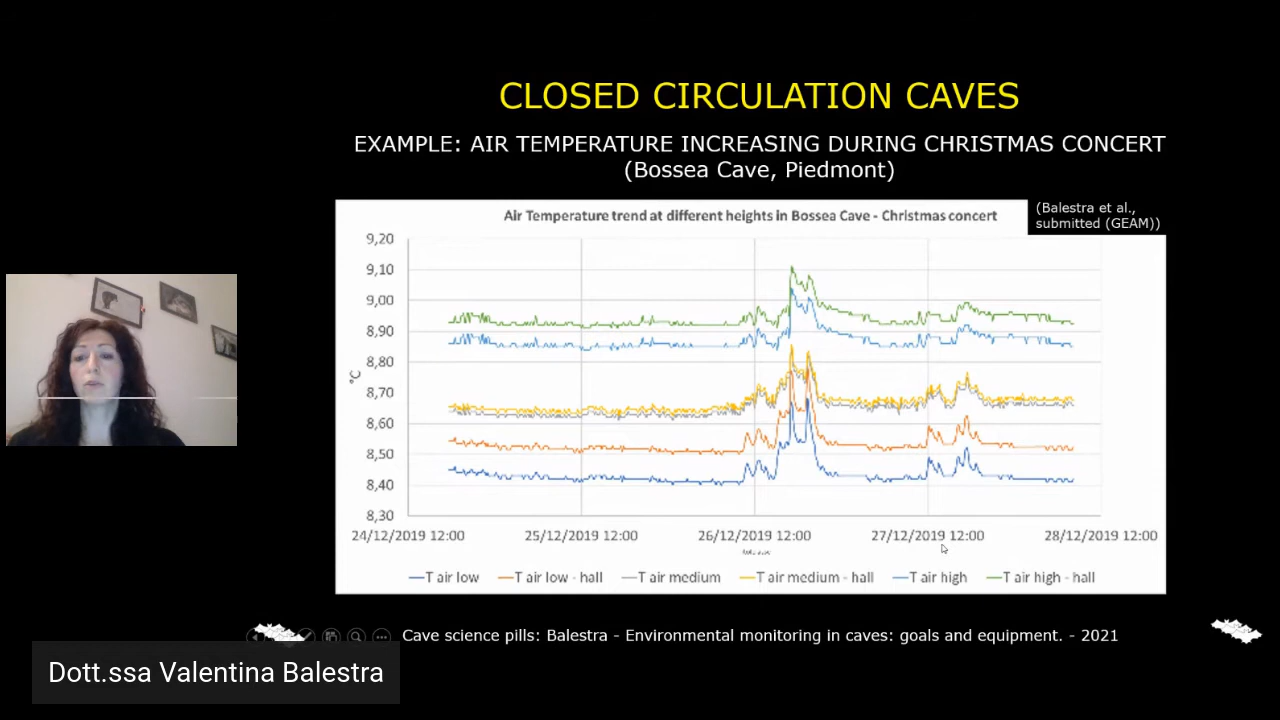 CLOSED CIRCULATION CAVES
EXAMPLE: AIR TEMPERATURE INCREASING DURING CHRISTMAS CONCERT
(Bossea Cave, Piedmont)
Air Temperature trend at different heights in Bossea Cave - Christmas concert
(Balestra et al.,
submitted (GEAM))
9,20
9,10
9,00
8,90
8,80
°C
8,70
8,60
8,50
8,40
8,30
24/12/2019 12:00 25/12/2019 12:00 26/12/2019 12:00 27/12/2019 12:00 28/12/2019 12:00
T air low T air low - hall T air medium T air medium - hall T air high T air high - hall
Cave science pills: Balestra - Environmental monitoring in caves: goals and equipment. - 2021
Dott.ssa Valentina Balestra